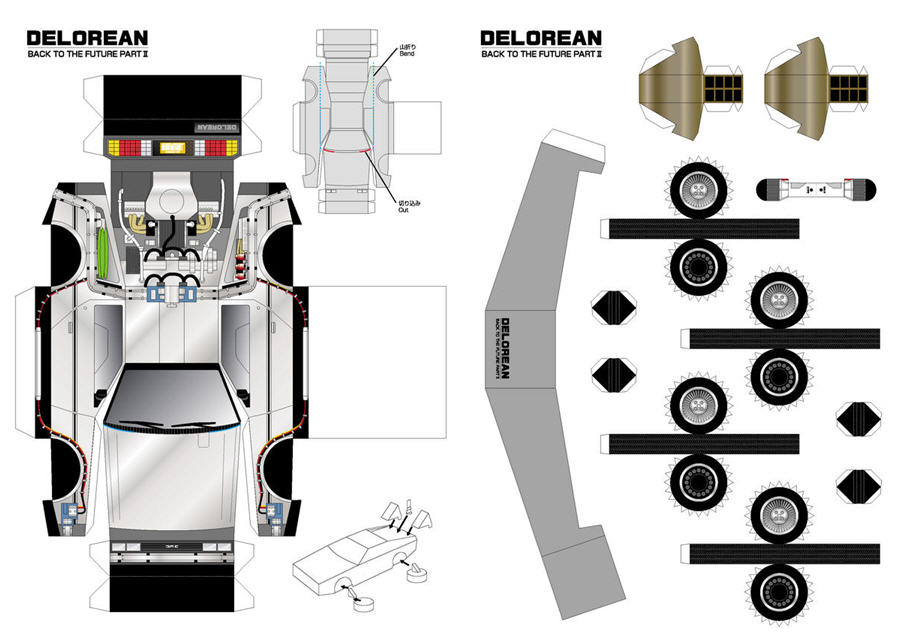 DELOREAN
BACK TO THE FUTURE PART II
山折り
Bend
DELOREAN
切り込み
Cut
DELOREAN
BACK TO THE FUTURE PART II
DELOREAN
BACK TO THE FUTURE PART II